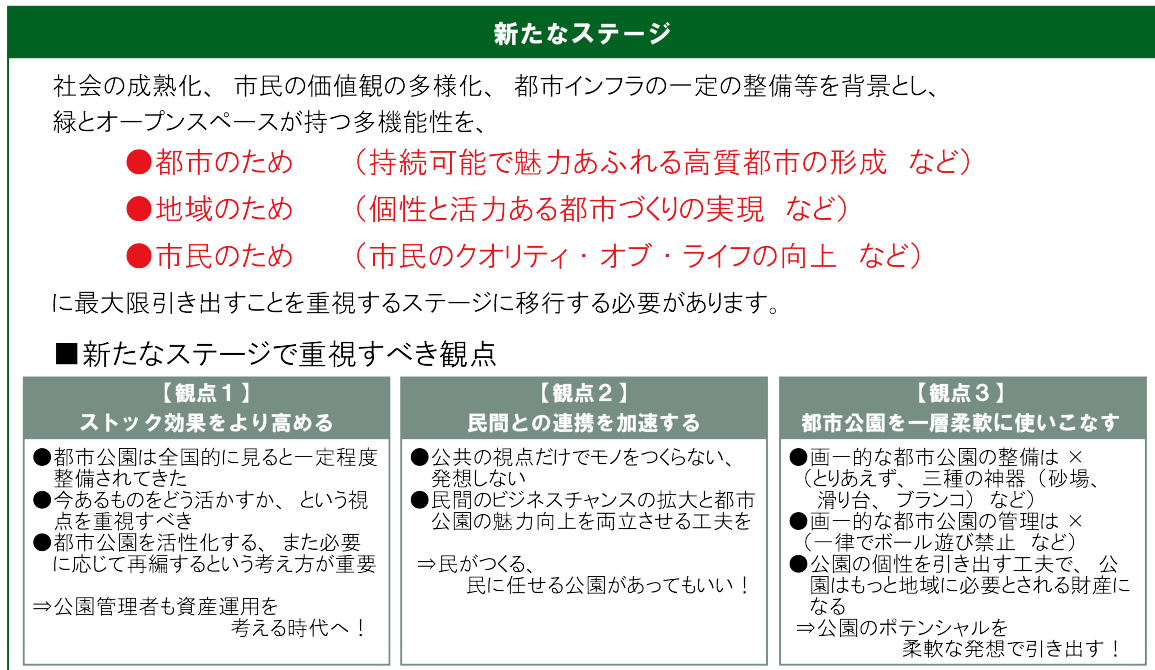 新たなステージ
社会の成熟化、市民の価値観の多様化、都市インフラの一定の整備等を背景とし、
緑とオープンスペースが持つ多機能性を、
●都市のため　（持続可能で魅力あふれる高質都市の形成　など）
●地域のため　（個性と活力ある都市づくりの実現　など）
●市民のため　（市民のクオリティ・オブ・ライフの向上　など）
に最大限引き出すことを重視するステージに移行する必要があります。
■新たなステージで重視すべき観点
【観点１】
ストック効果をより高める
●都市公園は全国的に見ると一定程度
整備されてきた
●今あるものをどう活かすか、という視
点を重視すべき
●都市公園を活性化する、また必要
に応じて再編するという考え方が重要
⇒公園管理者も資産運用を
考える時代へ！
【観点２】
民間との連携を加速する
●公共の視点だけでモノをつくらない、
発想しない
●民間のビジネスチャンスの拡大と都市
公園の魅力向上を両立させる工夫を
⇒民がつくる、
民に任せる公園があってもいい！
【観点３】
都市公園を一層柔軟に使いこなす
●画一的な都市公園の整備は×
（とりあえず、三種の神器（砂場、
滑り台、ブランコ）など）
●画一的な都市公園の管理は×
（一律でボール遊び禁止　など）
●公園の個性を引き出す工夫で、公
園はもっと地域に必要とされる財産に
なる
⇒公園のポテンシャルを
柔軟な発想で引き出す！